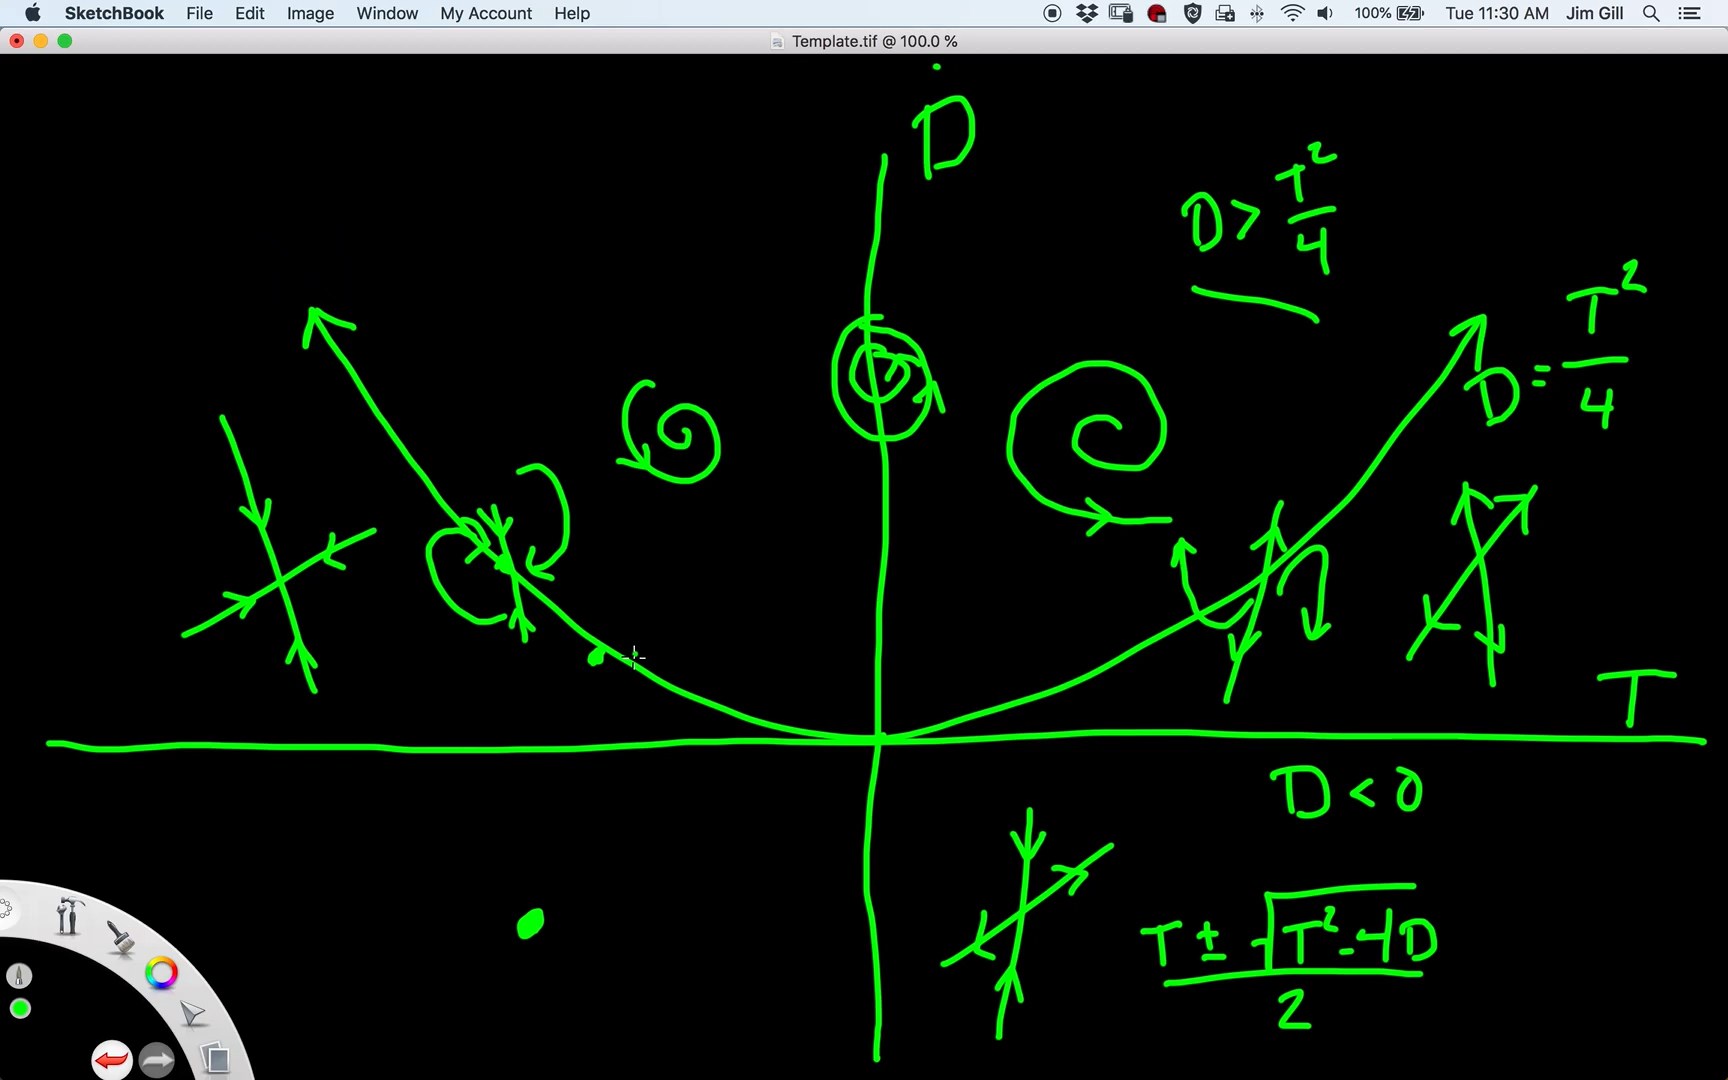 SketchBook File Edit Image Window My Account Help 100% Tue 11:30 AM Jim Gill
Template.tif @ 100.0 %
D
D > T²/4
D = T²/4
T
D < 0
T ± √(T² - 4D)
2